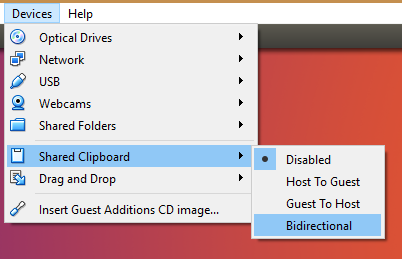 Devices Help
Optical Drives
Network
USB
Webcams
Shared Folders
Shared Clipboard
Drag and Drop
Insert Guest Additions CD image...
Disabled
Host To Guest
Guest To Host
Bidirectional